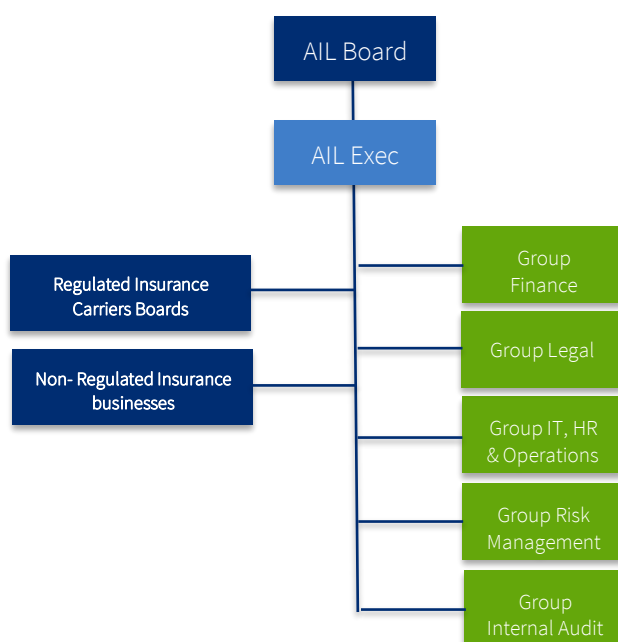 AIL Board
AIL Exec
Regulated Insurance
Carriers Boards
Non- Regulated Insurance
businesses
Group
Finance
Group Legal
Group IT, HR
& Operations
Group Risk
Management
Group
Internal Audit